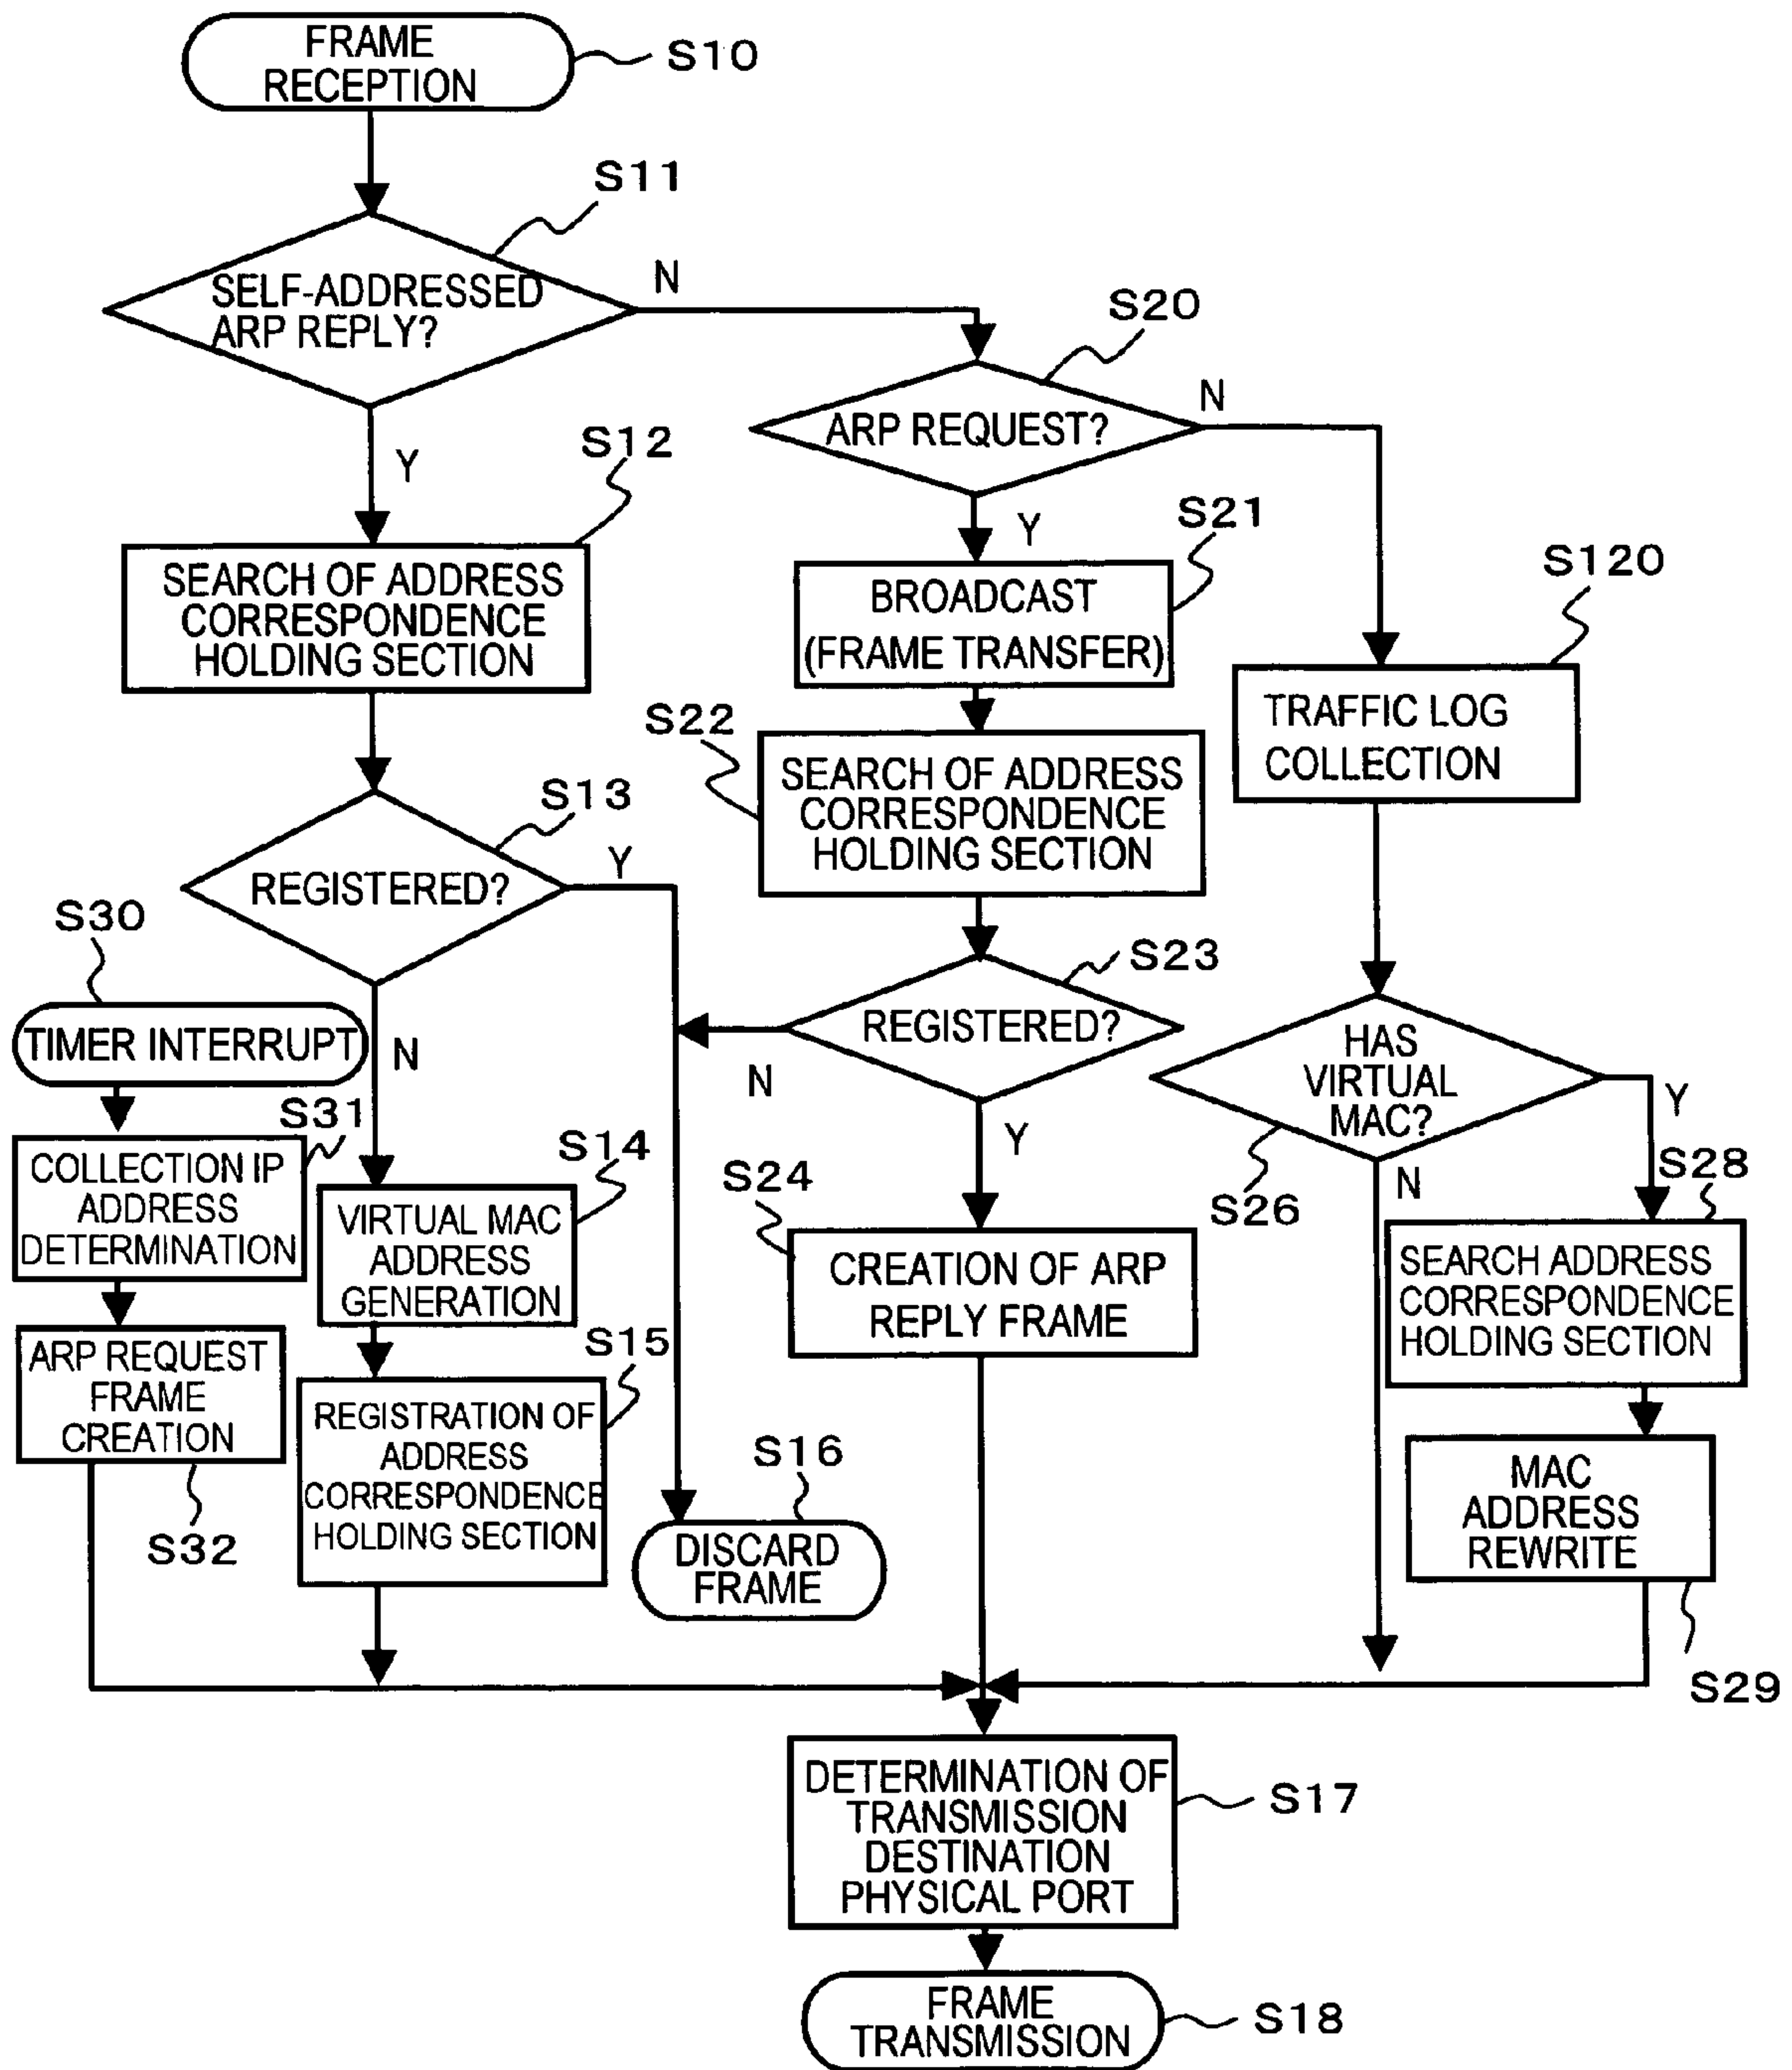 FRAME
RECEPTION
S10
S11
SELF-ADDRESSED
ARP REPLY?
N
Y
S20
ARP REQUEST?
N
Y
S12
SEARCH OF ADDRESS
CORRESPONDENCE
HOLDING SECTION
S21
BROADCAST
(FRAME TRANSFER)
S120
TRAFFIC LOG
COLLECTION
S22
SEARCH OF ADDRESS
CORRESPONDENCE
HOLDING SECTION
S13
REGISTERED?
Y
N
S23
REGISTERED?
N
Y
S30
TIMER INTERRUPT
S31
COLLECTION IP
ADDRESS
DETERMINATION
ARP REQUEST
FRAME
CREATION
S32
S14
VIRTUAL MAC
ADDRESS
GENERATION
S15
REGISTRATION OF
ADDRESS
CORRESPONDENCE
HOLDING SECTION
S16
DISCARD
FRAME
S24
CREATION OF ARP
REPLY FRAME
HAS
VIRTUAL
MAC?
Y
N
S26
S28
SEARCH ADDRESS
CORRESPONDENCE
HOLDING SECTION
MAC
ADDRESS
REWRITE
S29
DETERMINATION OF
TRANSMISSION
DESTINATION
PHYSICAL PORT
S17
FRAME
TRANSMISSION
S18